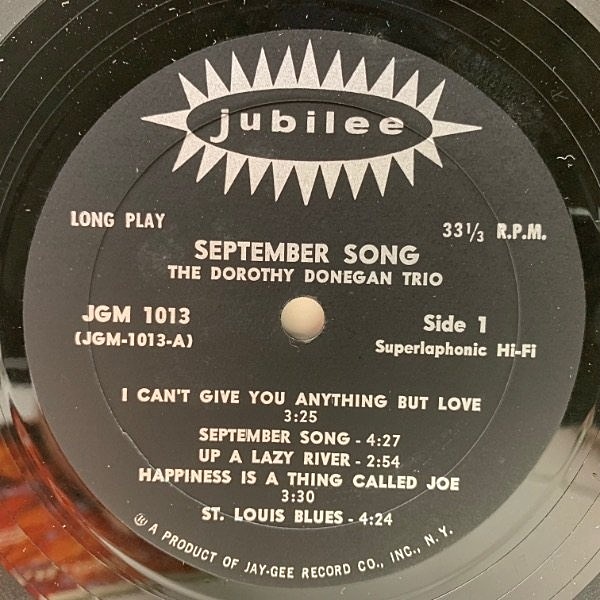 jubilee
LONG PLAY
33 1/3 R.P.M.
SEPTEMBER SONG
THE DOROTHY DONEGAN TRIO
JGM 1013
(JGM-1013-A)
Side 1
Superlaphonic Hi-Fi
I CAN'T GIVE YOU ANYTHING BUT LOVE
3:25
SEPTEMBER SONG - 4:27
UP A LAZY RIVER - 2:54
HAPPINESS IS A THING CALLED JOE
3:30
ST. LOUIS BLUES - 4:24
A PRODUCT OF JAY-GEE RECORD CO., INC., N. Y.